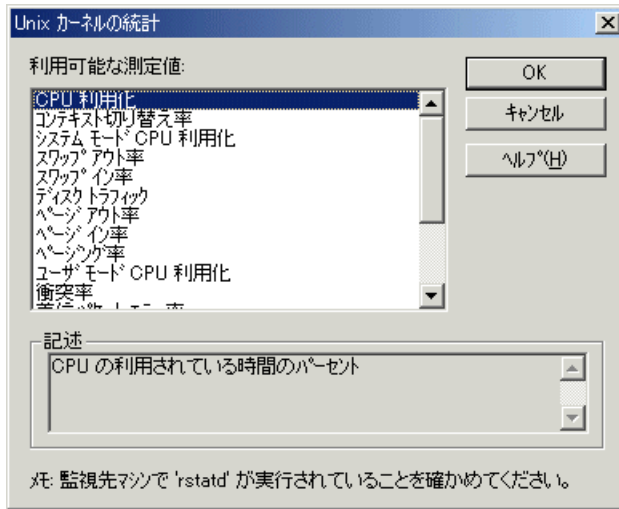 Unix カーネルの統計
利用可能な測定値:
CPU 利用化
コンテキスト切り替え率
システム モード CPU 利用化
スワップ アウト率
スワップ イン率
ディスク トラフィック
ページ アウト率
ページ イン率
ページング率
ユーザ モード CPU 利用化
衝突率
OK
キャンセル
ヘルプ(H)
記述
CPU の利用されている時間のパーセント
メモ: 監視先マシンで 'rstatd' が実行されていることを確かめてください。